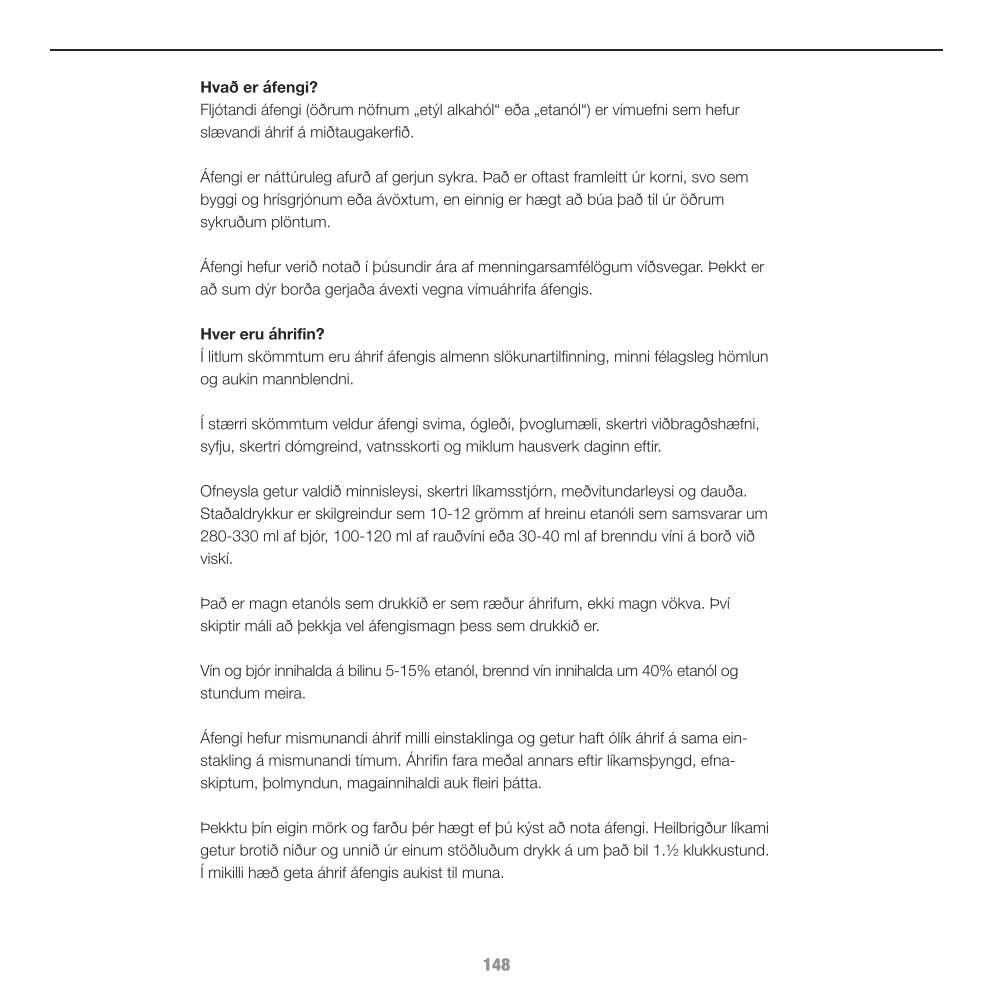 Hvað er áfengi?
Fljótandi áfengi (öðrum nöfnum „etýl alkahól“ eða „etanól“) er vímuefni sem hefur
slævandi áhrif á miðtaugakerfið.
Áfengi er náttúruleg afurð af gerjun sykra. Það er oftast framleitt úr korni, svo sem
byggi og hrísgrjónum eða ávöxtum, en einnig er hægt að búa það til úr öðrum
sykruðum plöntum.
Áfengi hefur verið notað í þúsundir ára af menningarsamfélögum víðsvegar. Þekkt er
að sum dýr borða gerjaða ávexti vegna vímuáhrifa áfengis.
Hver eru áhrifin?
Í litlum skömmtum eru áhrif áfengis almenn slökunartilfinning, minni félagsleg hömlun
og aukin mannblendni.
Í stærri skömmtum veldur áfengi svima, ógleði, þvoglumæli, skertri viðbragðshæfni,
syfju, skertri dómgreind, vatnsskorti og miklum hausverk daginn eftir.
Ofneysla getur valdið minnisleysi, skertri líkamsstjórn, meðvitundarleysi og dauða.
Staðaldrykkur er skilgreindur sem 10-12 grömm af hreinu etanóli sem samsvarar um
280-330 ml af bjór, 100-120 ml af rauðvíni eða 30-40 ml af brenndu víni á borð við
viskí.
Það er magn etanóls sem drukkið er sem ræður áhrifum, ekki magn vökva. Því
skiptir máli að þekkja vel áfengismagn þess sem drukkið er.
Vín og bjór innihalda á bilinu 5-15% etanól, brennd vín innihalda um 40% etanól og
stundum meira.
Áfengi hefur mismunandi áhrif milli einstaklinga og getur haft ólík áhrif á sama ein-
stakling á mismunandi tímum. Áhrifin fara meðal annars eftir líkamsþyngd, efna-
skiptum, þolmyndun, magainnihaldi auk fleiri þátta.
Þekktu þín eigin mörk og farðu þér hægt ef þú kýst að nota áfengi. Heilbrigður líkami
getur brotið niður og unnið úr einum stöðluðum drykk á um það bil 1.½ klukkustund.
Í mikilli hæð geta áhrif áfengis aukist til muna.
148